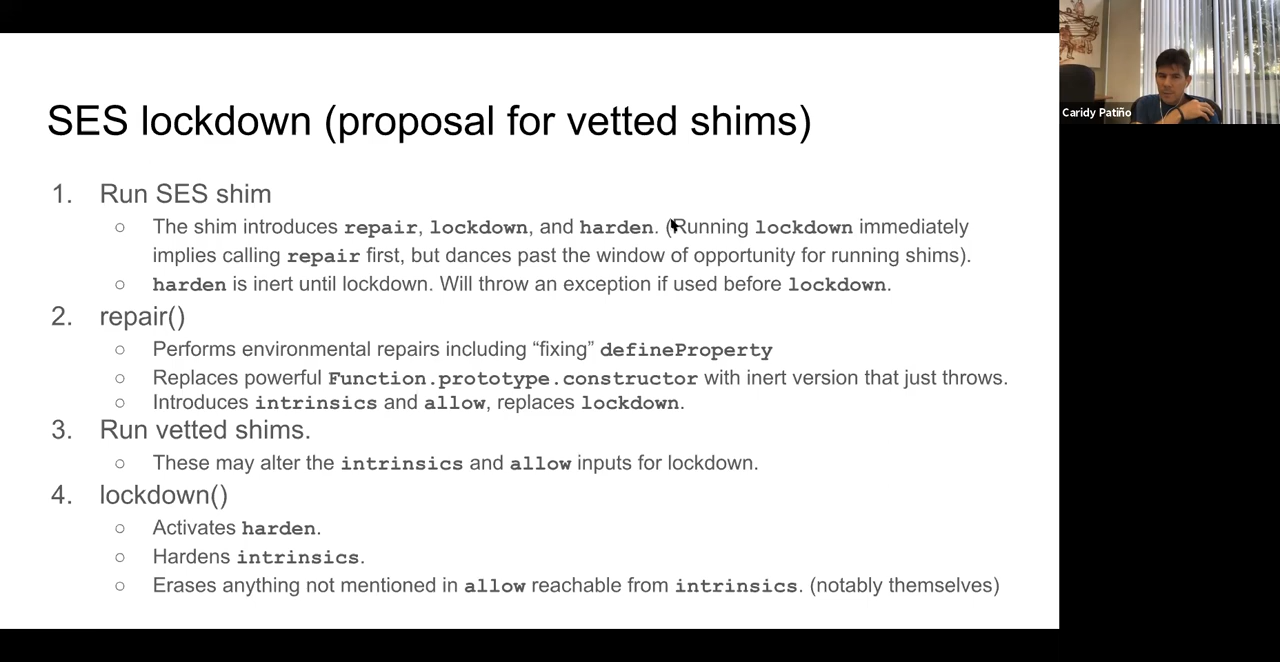 SES lockdown (proposal for vetted shims)
1. Run SES shim
○ The shim introduces repair, lockdown, and harden. (Running lockdown immediately
implies calling repair first, but dances past the window of opportunity for running shims).
○ harden is inert until lockdown. Will throw an exception if used before lockdown.
2. repair()
○ Performs environmental repairs including “fixing” defineProperty
○ Replaces powerful Function.prototype.constructor with inert version that just throws.
○ Introduces intrinsics and allow, replaces lockdown.
3. Run vetted shims.
○ These may alter the intrinsics and allow inputs for lockdown.
4. lockdown()
○ Activates harden.
○ Hardens intrinsics.
○ Erases anything not mentioned in allow reachable from intrinsics. (notably themselves)
Caridy Patiño